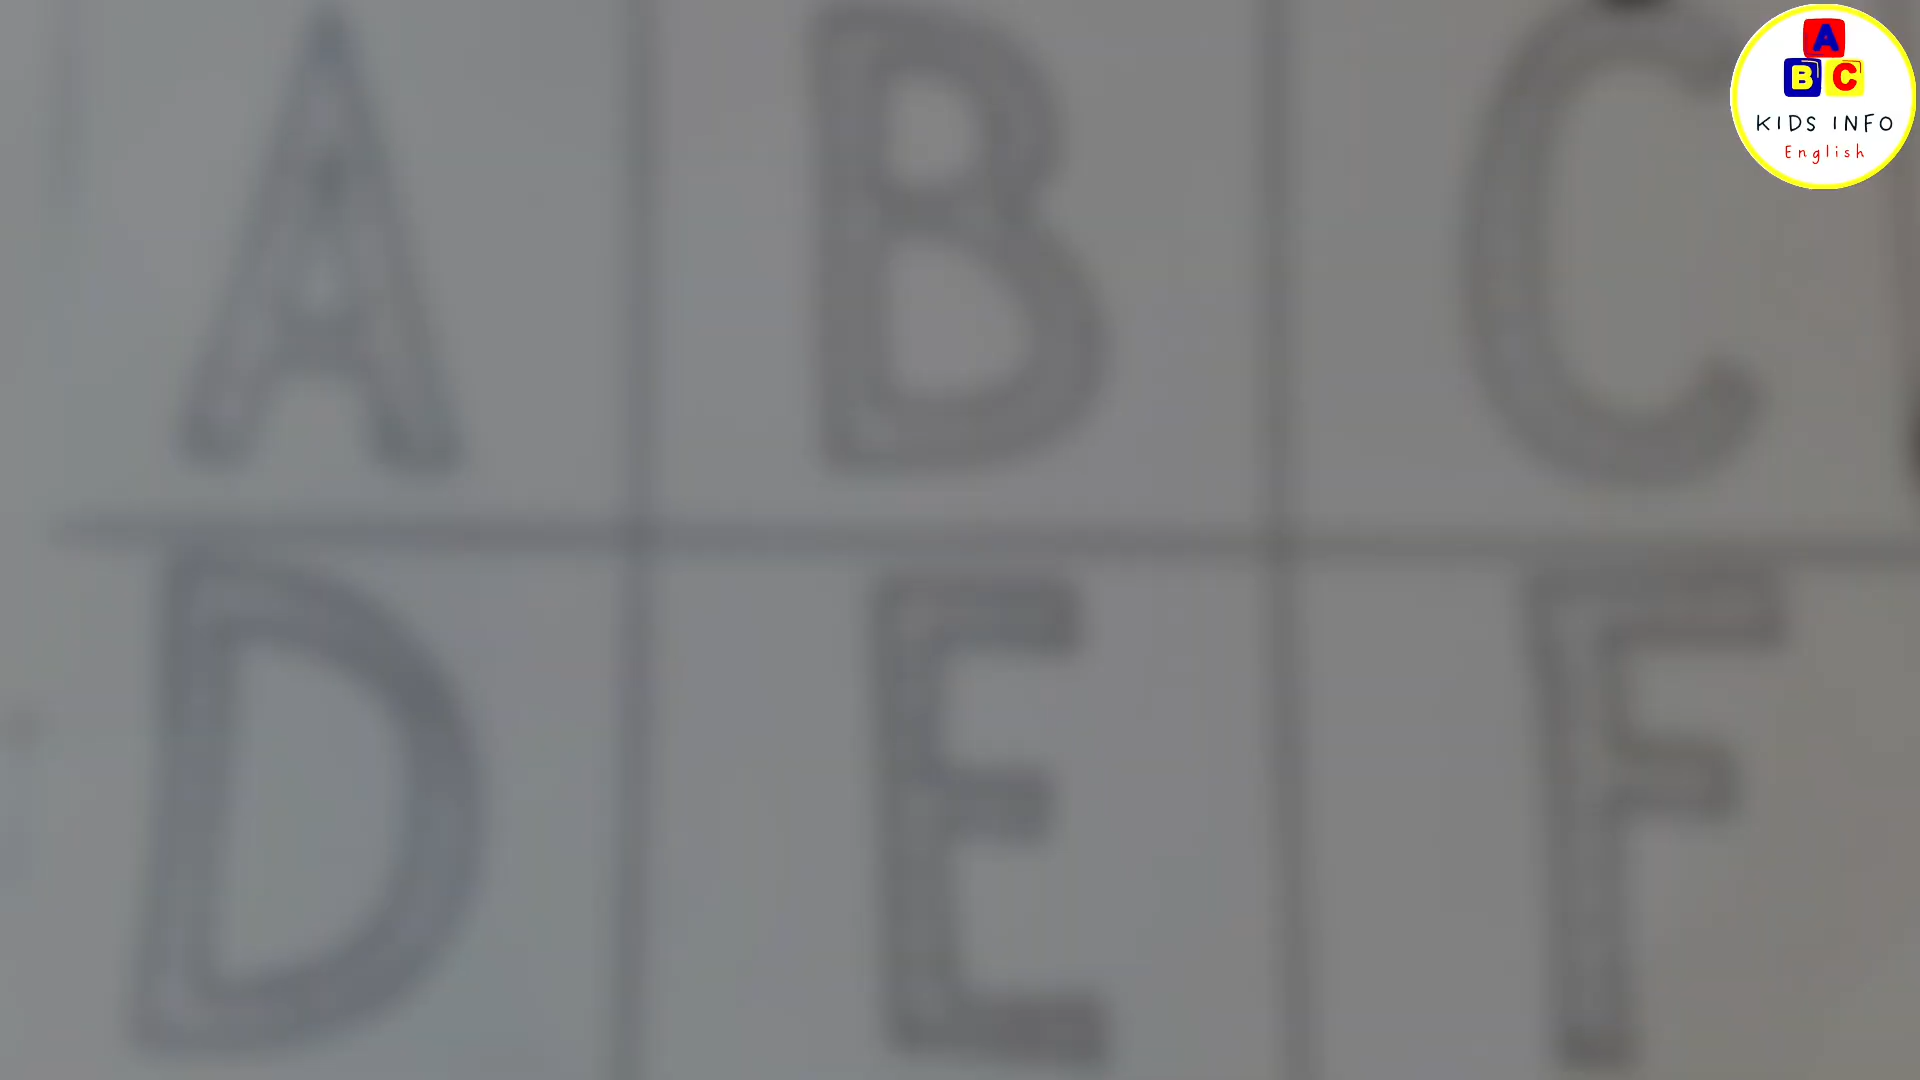 A B C
D E F
A
B C
KIDS INFO
English